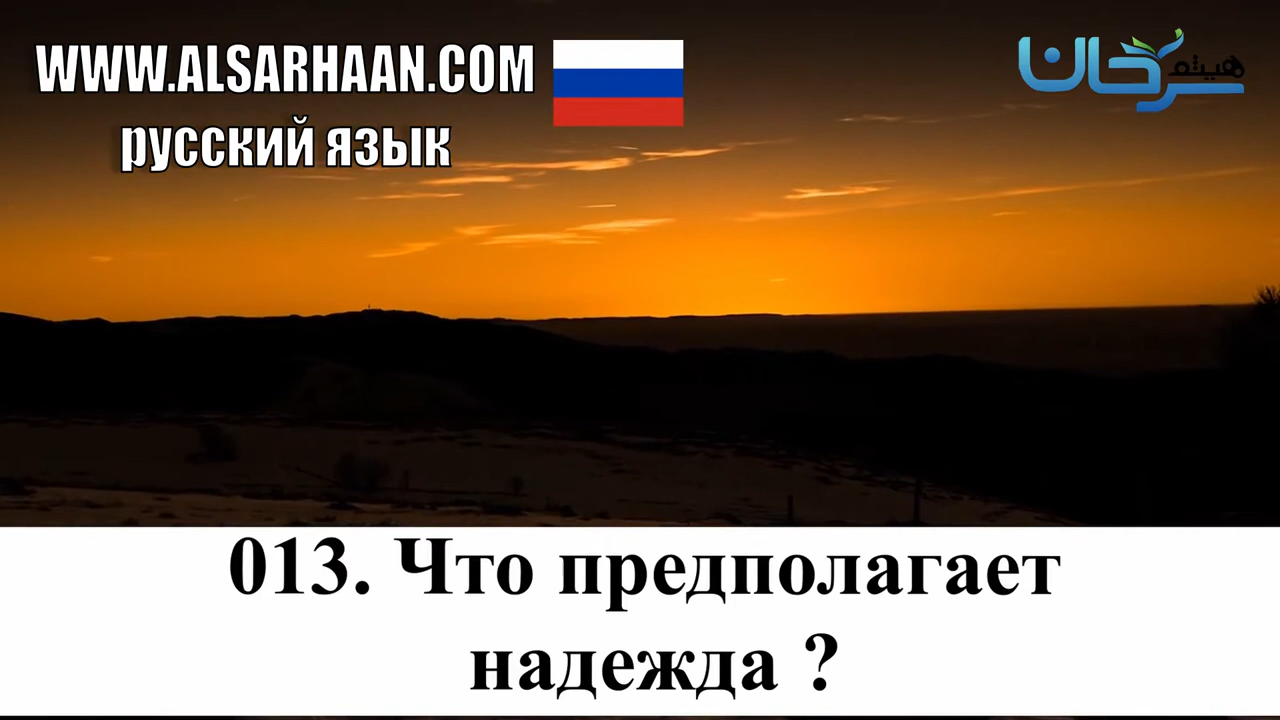 WWW.ALSARHAAN.COM
русский язык
هيثم سرحان
013. Что предполагает
надежда ?